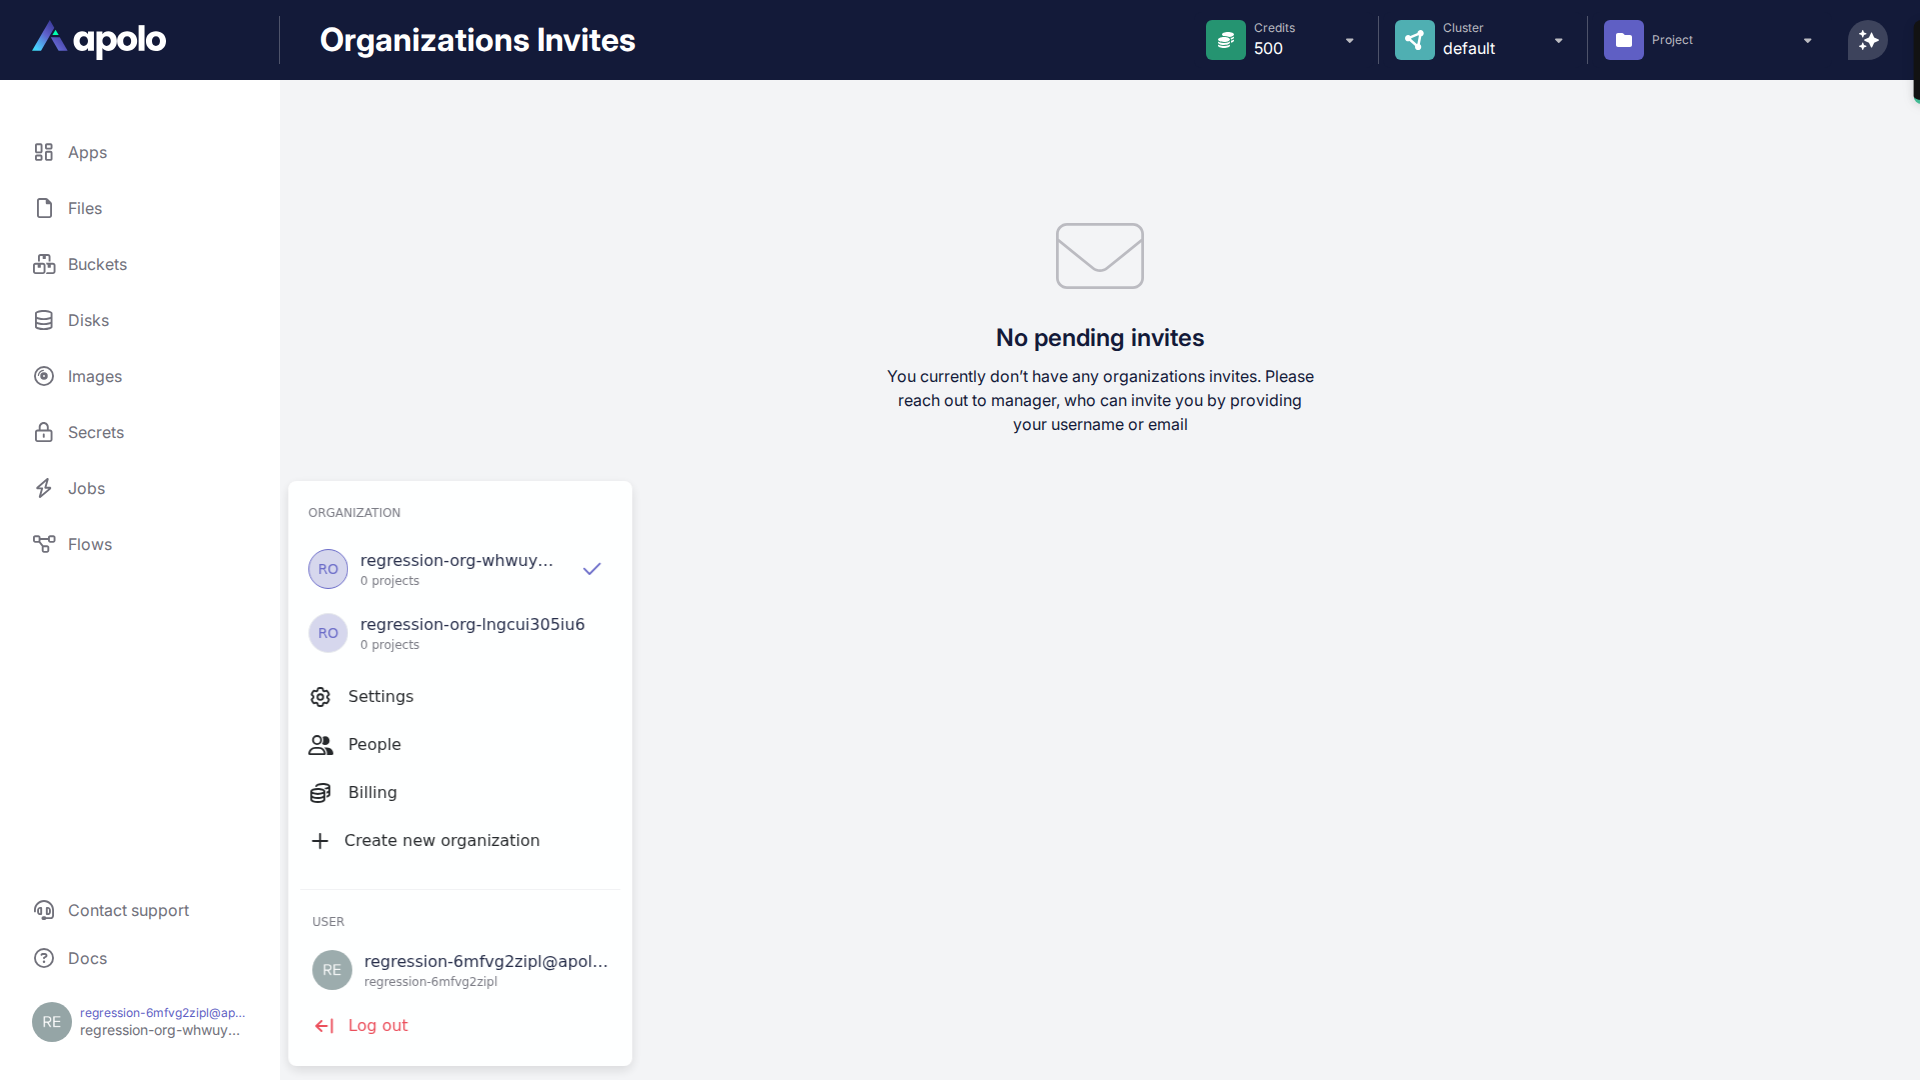 apolo
Organizations Invites
Credits
500
Cluster
default
Project
Apps
Files
Buckets
Disks
Images
Secrets
Jobs
Flows
No pending invites
You currently don’t have any organizations invites. Please
reach out to manager, who can invite you by providing
your username or email
ORGANIZATION
RO
regression-org-whwuy...
0 projects
RO
regression-org-lngcui305iu6
0 projects
Settings
People
Billing
Create new organization
USER
RE
regression-6mfvg2zipl@apol...
regression-6mfvg2zipl
Log out
Contact support
Docs
RE
regression-6mfvg2zipl@ap...
regression-org-whwuy...